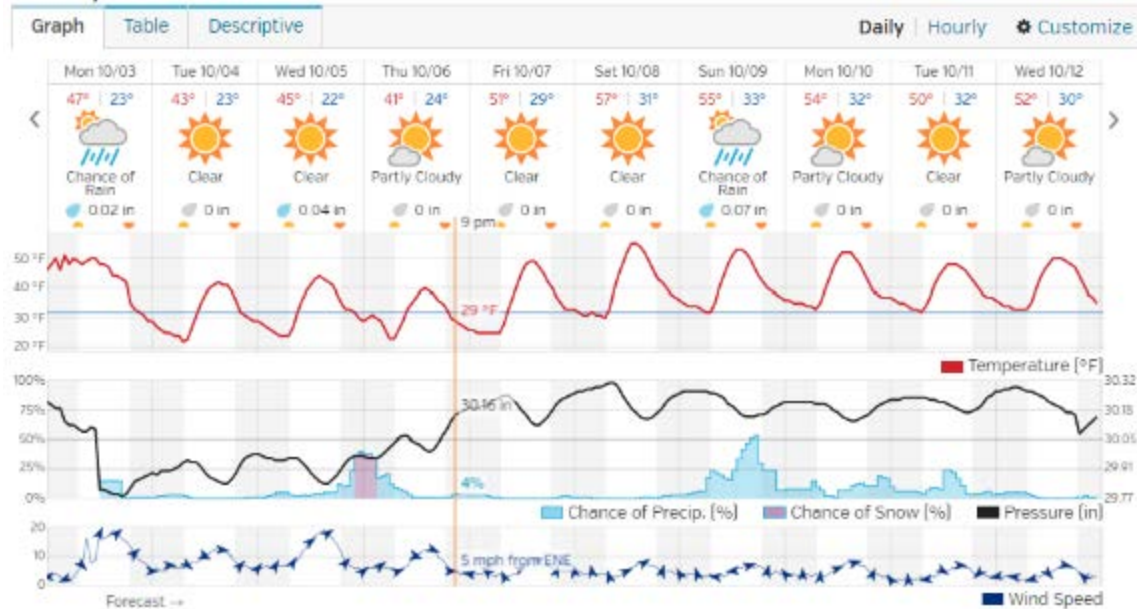 Graph Table Descriptive Daily Hourly Customize
Mon 10/03 Tue 10/04 Wed 10/05 Thu 10/06 Fri 10/07 Sat 10/08 Sun 10/09 Mon 10/10 Tue 10/11 Wed 10/12
47° 23° 43° 23° 45° 22° 41° 24° 51° 29° 57° 31° 55° 33° 54° 32° 50° 32° 52° 30°
Chance of Rain Clear Clear Partly Cloudy Clear Clear Chance of Rain Partly Cloudy Clear Partly Cloudy
0.02 in 0 in 0.04 in 0 in 0 in 0 in 0.07 in 0 in 0 in 0 in
9 pm
50 °F
40 °F
30 °F 29 °F
20 °F
Temperature (°F)
100% 30.32
75% 30.16 in 30.18
50% 30.05
25% 29.91
4%
0% 29.77
Chance of Precip. (%) Chance of Snow (%) Pressure (in)
20
10 5 mph from ENE
0
Forecast → Wind Speed